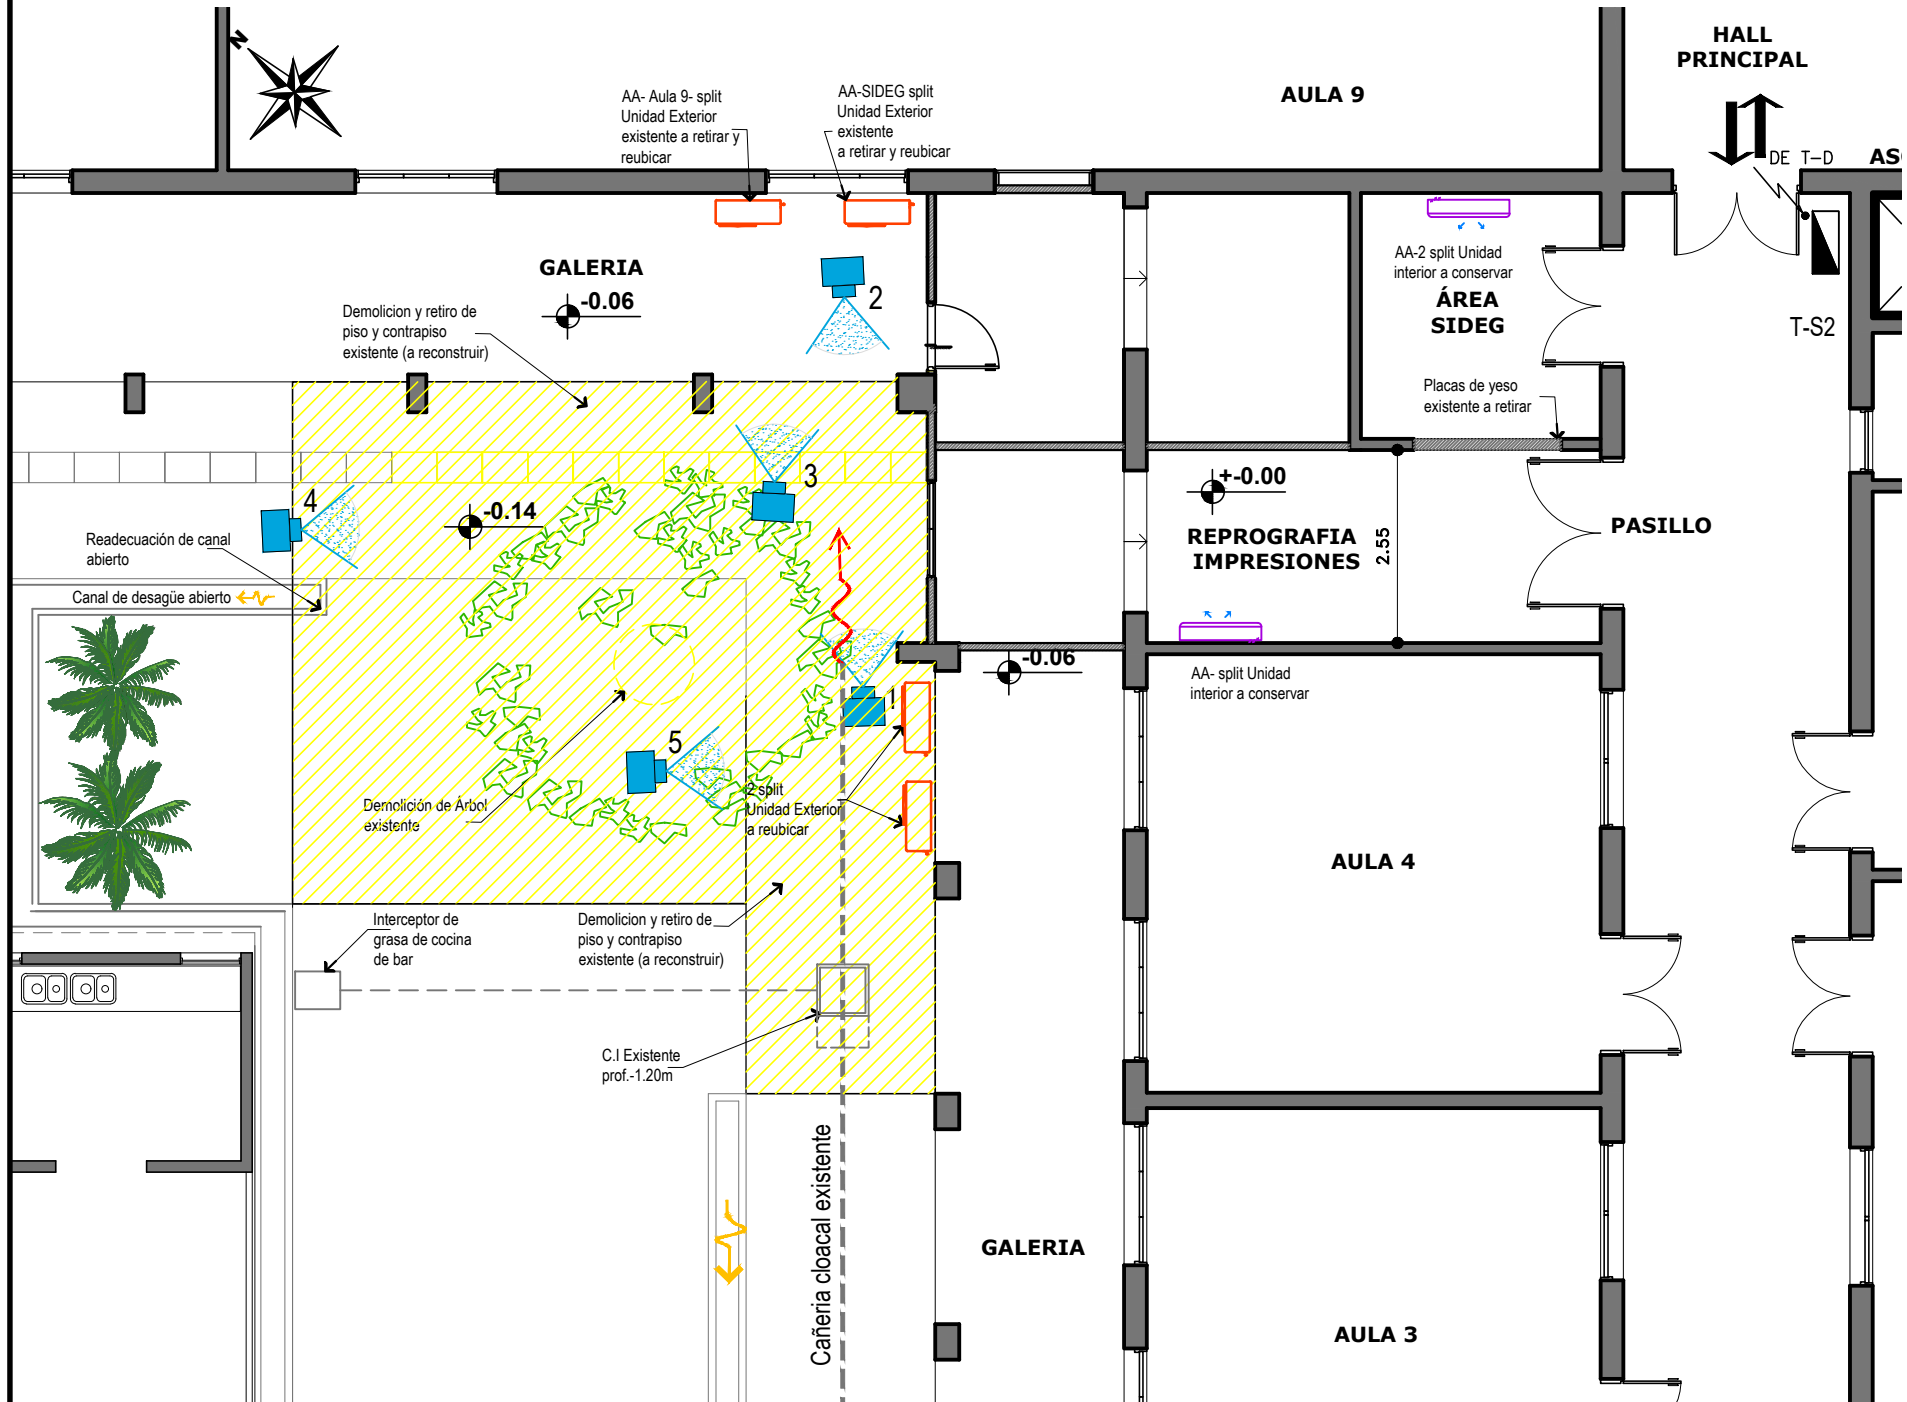 N
HALL
PRINCIPAL
AULA 9
AA- Aula 9- split
Unidad Exterior
existente a retirar y
reubicar
AA-SIDEG split
Unidad Exterior
existente
a retirar y reubicar
DE T-D
T-S2
GALERIA
-0.06
2
Demolicion y retiro de
piso y contrapiso
existente (a reconstruir)
AA-2 split Unidad
interior a conservar
ÁREA
SIDEG
Placas de yeso
existente a retirar
3
4
-0.14
+-0.00
REPROGRAFIA
IMPRESIONES
2.55
PASILLO
Readecuación de canal
abierto
Canal de desagüe abierto
-0.06
AA- split Unidad
interior a conservar
1
5
2 split
Unidad Exterior
a reubicar
Demolición de Árbol
existente
AULA 4
Interceptor de
grasa de cocina
de bar
Demolicion y retiro de
piso y contrapiso
existente (a reconstruir)
C.I Existente
prof.-1.20m
Cañeria cloacal existente
GALERIA
AULA 3